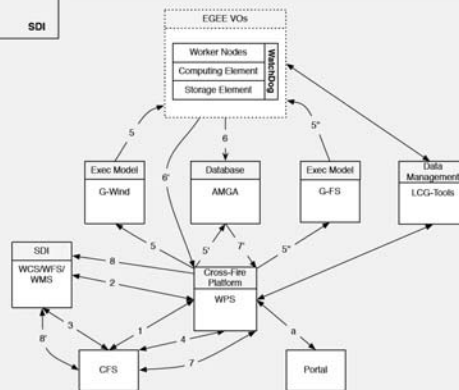 SDI
EGEE VOs
Worker Nodes
Computing Element
Storage Element
WatchDog
5
6
5"
6'
Exec Model
G-Wind
Database
AMGA
Exec Model
G-FS
Data
Management
LCG-Tools
5
5'
7'
5"
SDI
WCS/WFS/
WMS
8
2
Cross-Fire
Platform
WPS
3
1
8'
4
7
a
CFS
Portal